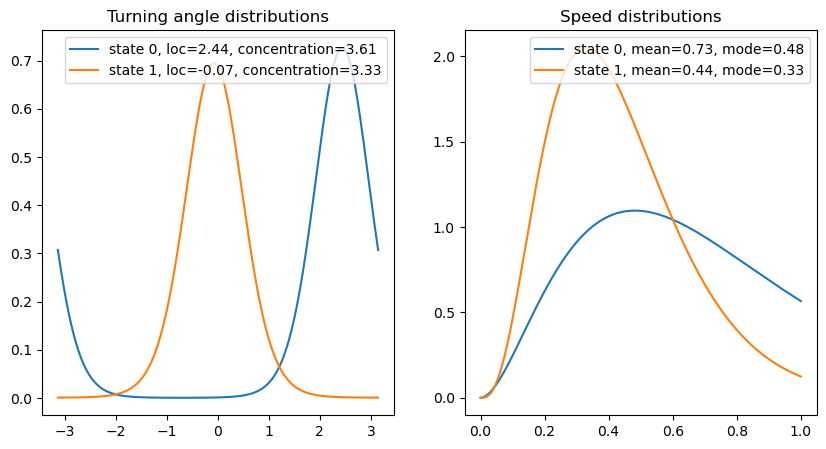 Turning angle distributions
state 0, loc=2.44, concentration=3.61
state 1, loc=-0.07, concentration=3.33
0.7
0.6
0.5
0.4
0.3
0.2
0.1
0.0
−3 −2 −1 0 1 2 3
Speed distributions
state 0, mean=0.73, mode=0.48
state 1, mean=0.44, mode=0.33
2.0
1.5
1.0
0.5
0.0
0.0 0.2 0.4 0.6 0.8 1.0